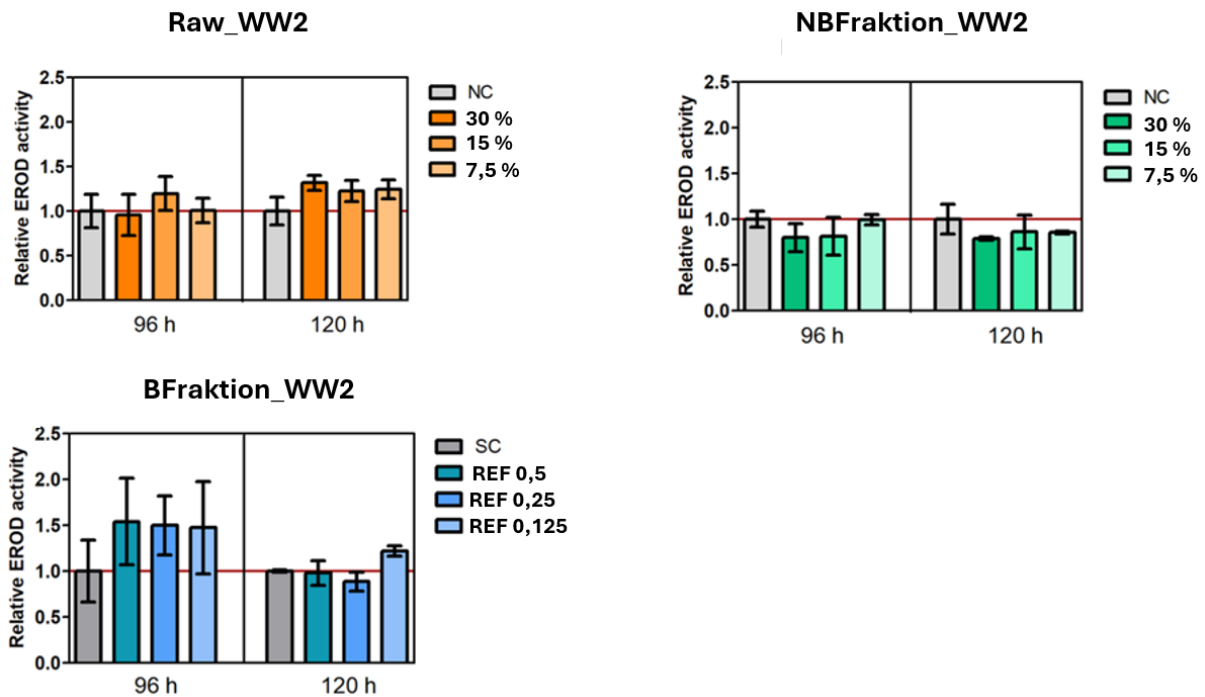 Raw_WW2
Relative EROD activity
2.5
2.0
1.5
1.0
0.5
0.0
96 h
120 h
NC
30 %
15 %
7,5 %
NBFraktion_WW2
Relative EROD activity
2.5
2.0
1.5
1.0
0.5
0.0
96 h
120 h
NC
30 %
15 %
7,5 %
BFraktion_WW2
Relative EROD activity
2.5
2.0
1.5
1.0
0.5
0.0
96 h
120 h
SC
REF 0,5
REF 0,25
REF 0,125